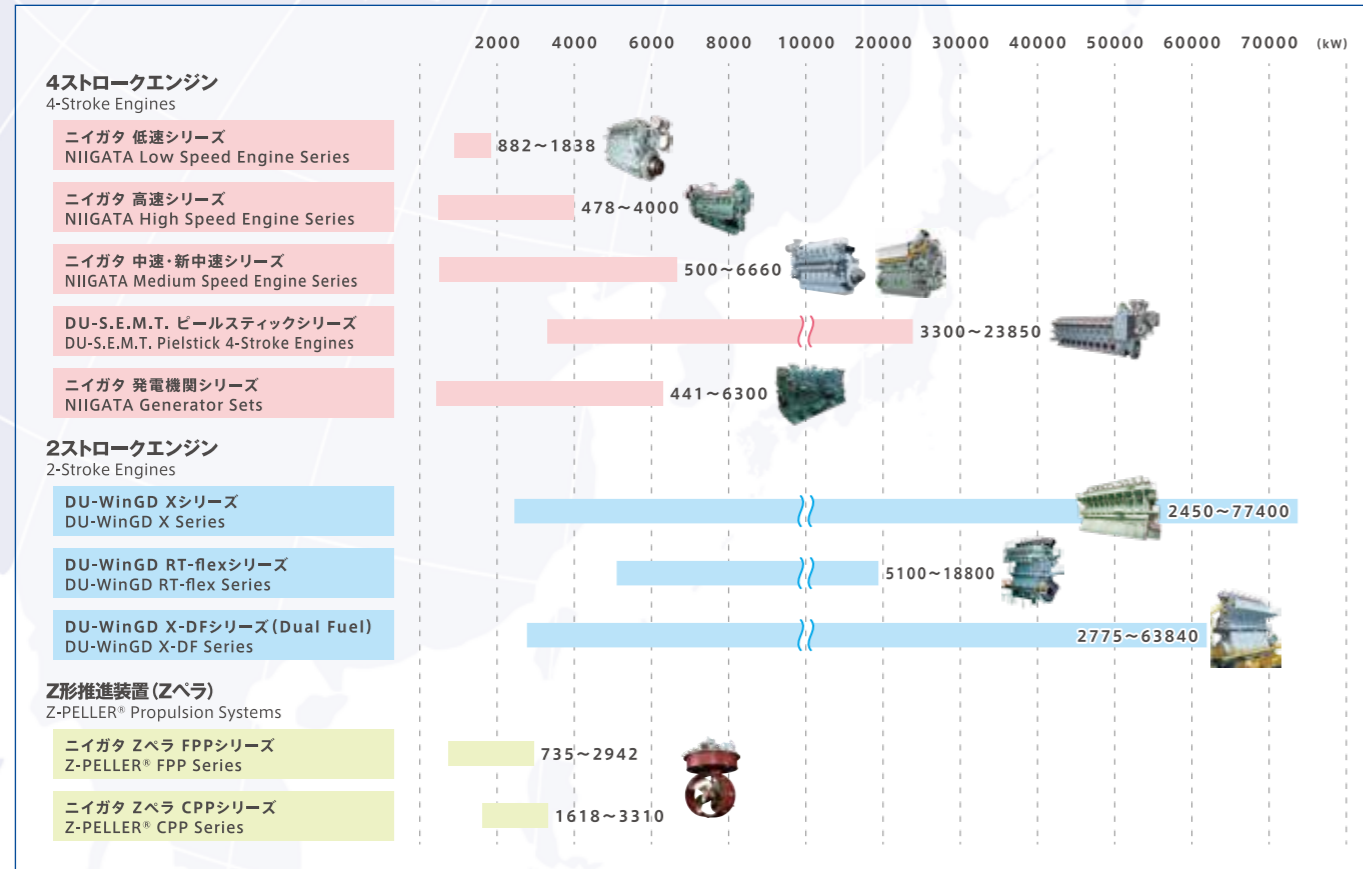 2000 4000 6000 8000 10000 20000 30000 40000 50000 60000 70000 (kW)
4ストロークエンジン
4-Stroke Engines
ニイガタ 低速シリーズ
NIIGATA Low Speed Engine Series
882～1838
ニイガタ 高速シリーズ
NIIGATA High Speed Engine Series
478～4000
ニイガタ 中速・新中速シリーズ
NIIGATA Medium Speed Engine Series
500～6660
DU-S.E.M.T. ピールスティックシリーズ
DU-S.E.M.T. Pielstick 4-Stroke Engines
3300～23850
ニイガタ 発電機関シリーズ
NIIGATA Generator Sets
441～6300
2ストロークエンジン
2-Stroke Engines
DU-WinGD Xシリーズ
DU-WinGD X Series
2450～77400
DU-WinGD RT-flexシリーズ
DU-WinGD RT-flex Series
5100～18800
DU-WinGD X-DFシリーズ(Dual Fuel)
DU-WinGD X-DF Series
2775～63840
Z形推進装置(Zペラ)
Z-PELLER® Propulsion Systems
ニイガタ Zペラ FPPシリーズ
Z-PELLER® FPP Series
735～2942
ニイガタ Zペラ CPPシリーズ
Z-PELLER® CPP Series
1618～3310